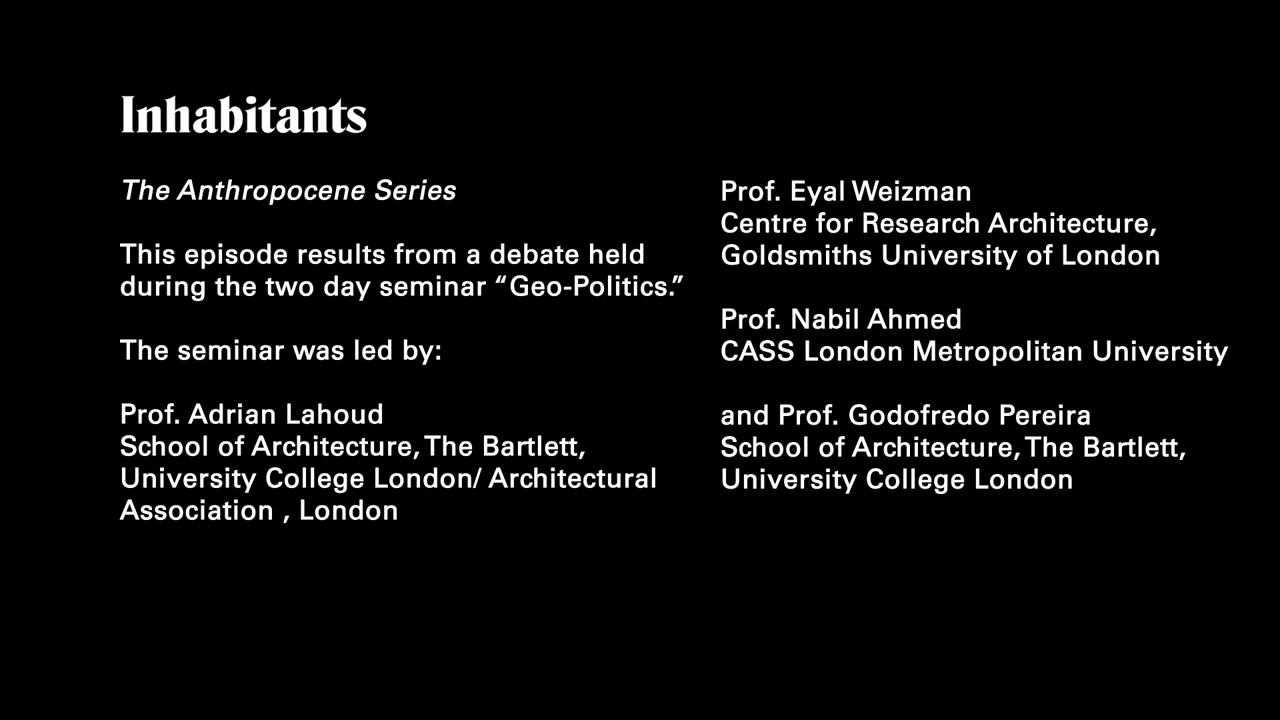 Inhabitants
The Anthropocene Series
This episode results from a debate held
during the two day seminar “Geo-Politics.”
The seminar was led by:
Prof. Adrian Lahoud
School of Architecture, The Bartlett,
University College London/ Architectural
Association , London
Prof. Eyal Weizman
Centre for Research Architecture,
Goldsmiths University of London
Prof. Nabil Ahmed
CASS London Metropolitan University
and Prof. Godofredo Pereira
School of Architecture, The Bartlett,
University College London